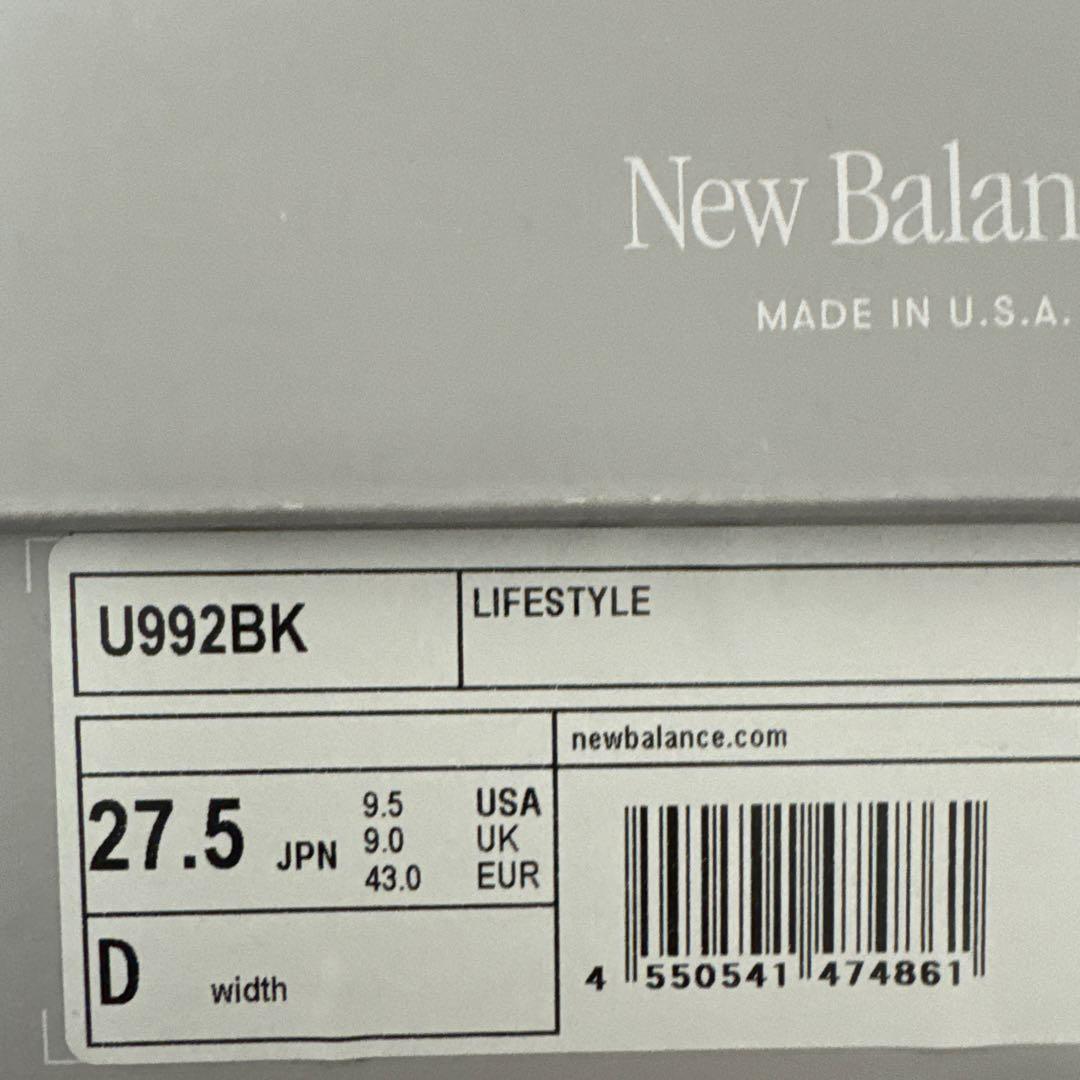 New Balan
MADE IN U.S.A.
U992BK
LIFESTYLE
newbalance.com
27.5 JPN
9.5 USA
9.0 UK
43.0 EUR
D width
4 550541 474861